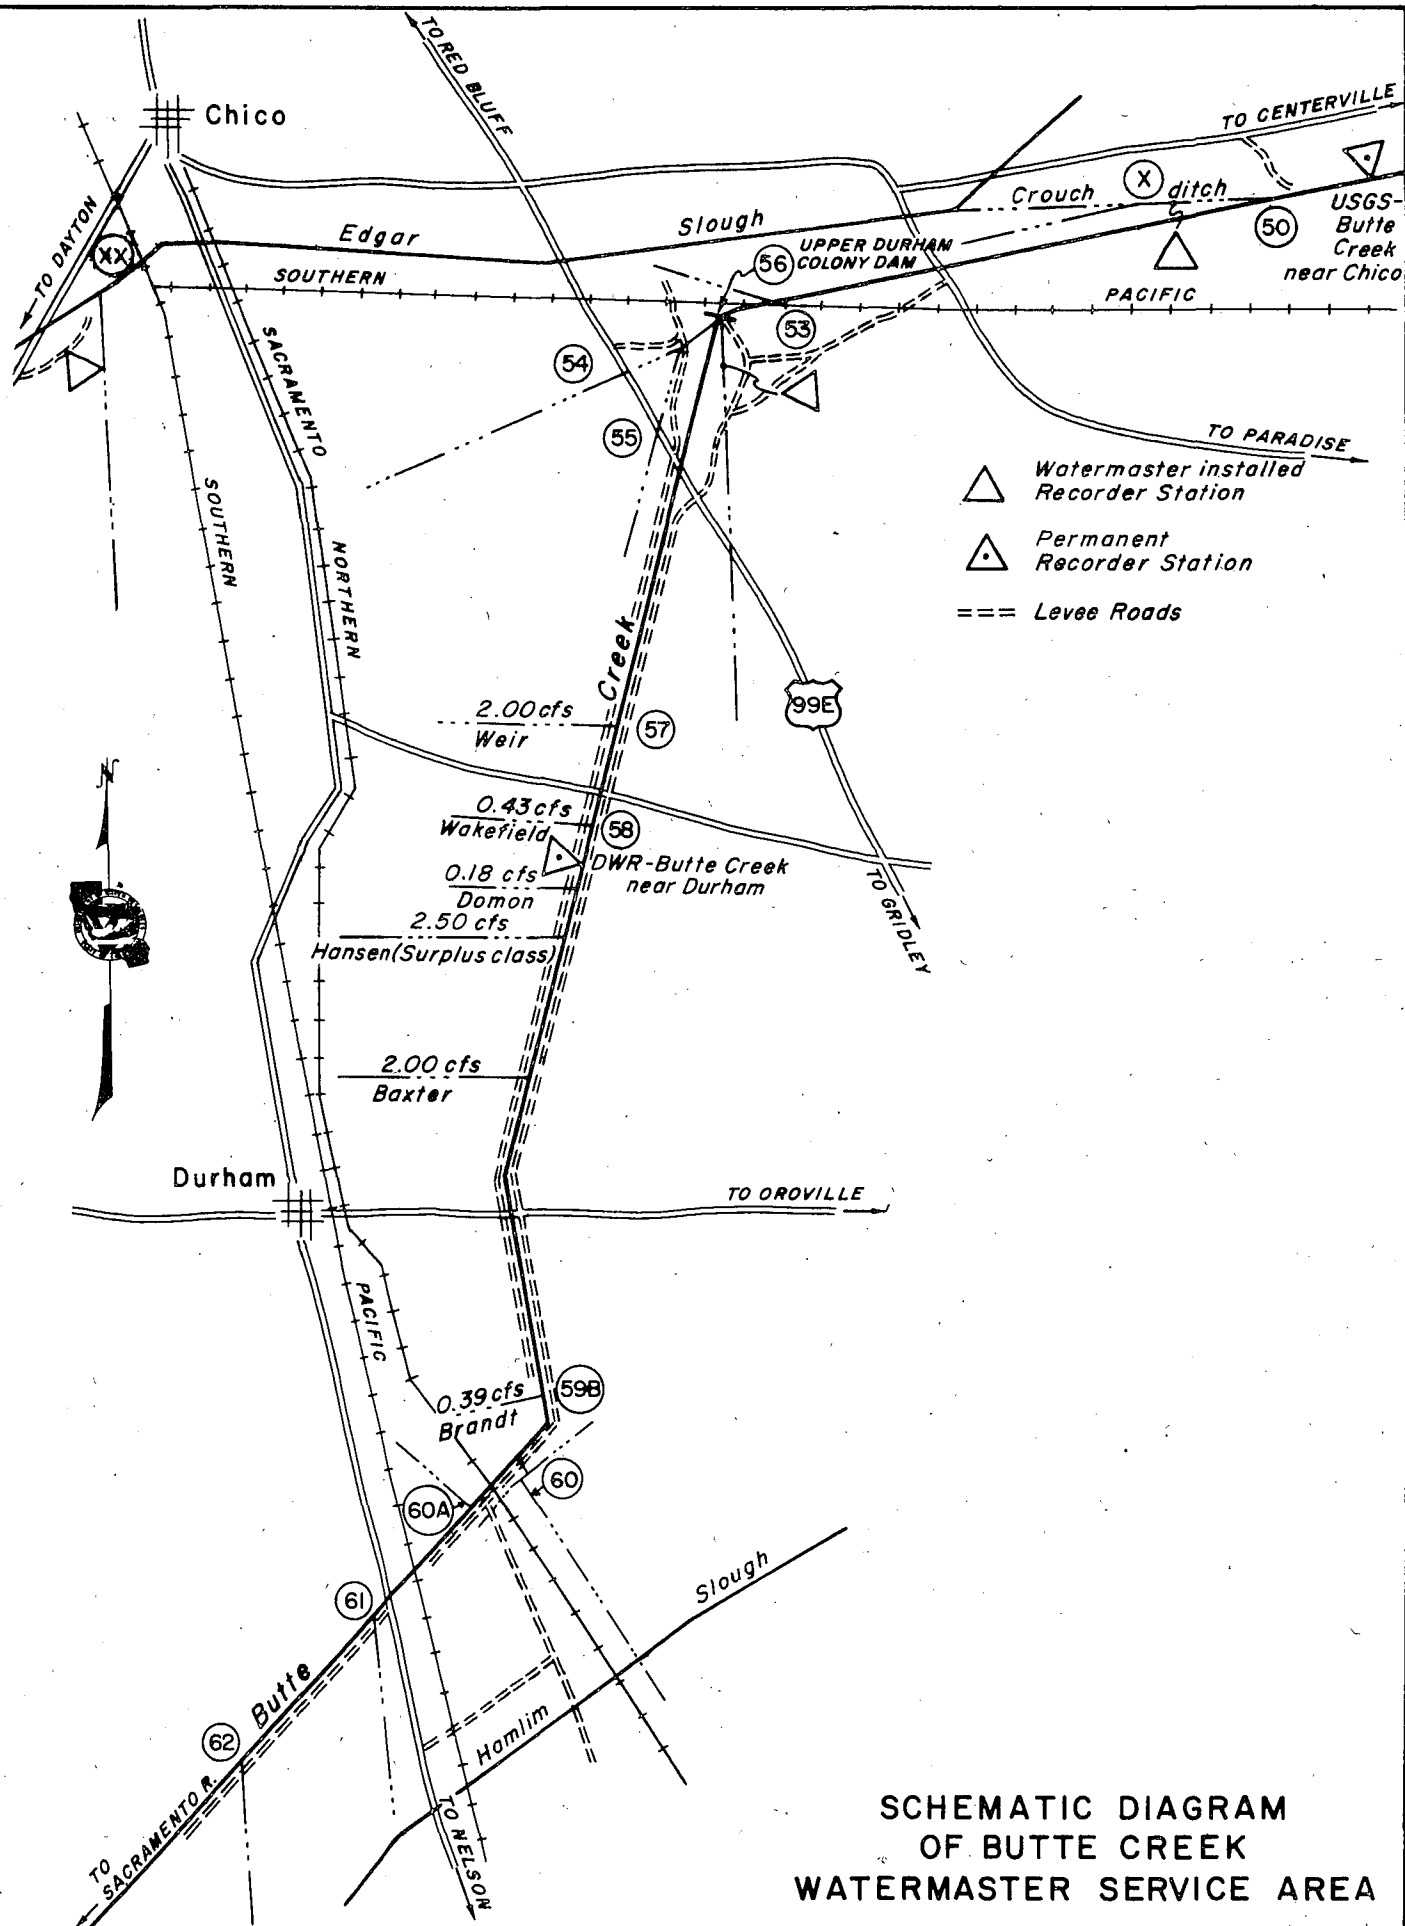 TO RED BLUFF
Chico
TO CENTERVILLE
TO DAYTON
XX
Edgar
Slough
Crouch
X
ditch
50
USGS-
Butte
Creek
near Chico
SOUTHERN
56
UPPER DURHAM
COLONY DAM
PACIFIC
53
54
55
SACRAMENTO
NORTHERN
SOUTHERN
TO PARADISE
Watermaster installed
Recorder Station
Permanent
Recorder Station
=== Levee Roads
Creek
99E
2.00 cfs
Weir
57
N
0.43 cfs
Wakefield
58
DWR-Butte Creek
near Durham
0.18 cfs
Domon
2.50 cfs
Hansen (Surplus class)
TO GRIDLEY
2.00 cfs
Baxter
Durham
TO OROVILLE
PACIFIC
0.39 cfs
Brandt
59B
60
60A
61
Slough
Butte
Hamlim
62
TO
SACRAMENTO R.
TO NELSON
SCHEMATIC DIAGRAM
OF BUTTE CREEK
WATERMASTER SERVICE AREA